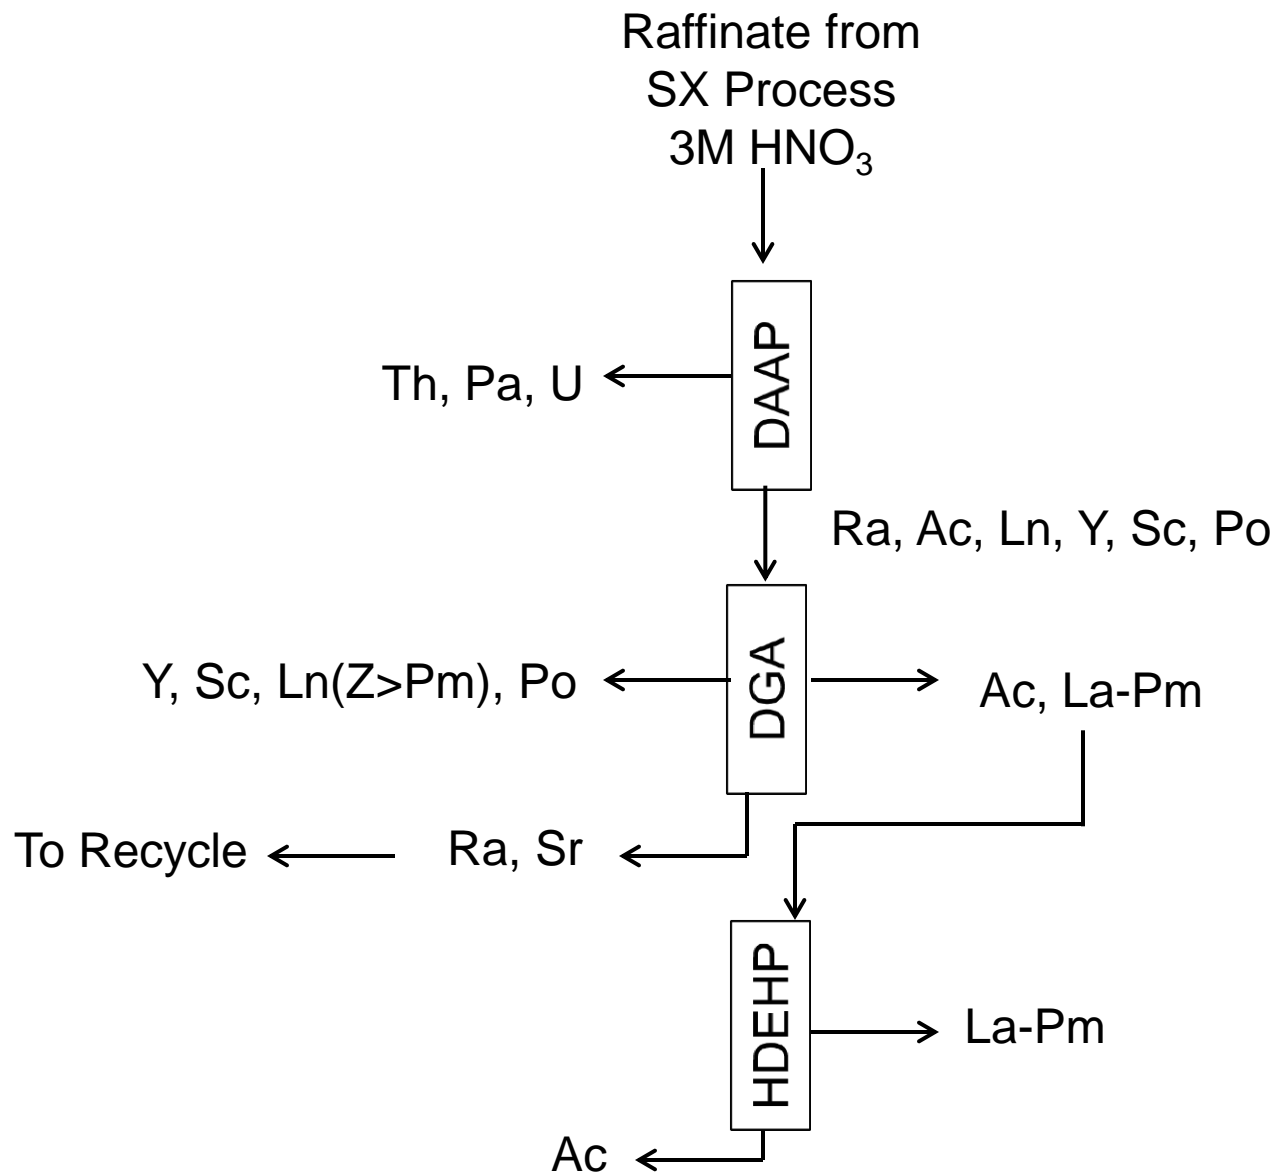 Raffinate from
SX Process
3M HNO₃
DAAP
Th, Pa, U
Ra, Ac, Ln, Y, Sc, Po
DGA
Y, Sc, Ln(Z>Pm), Po
Ac, La-Pm
To Recycle
Ra, Sr
HDEHP
La-Pm
Ac